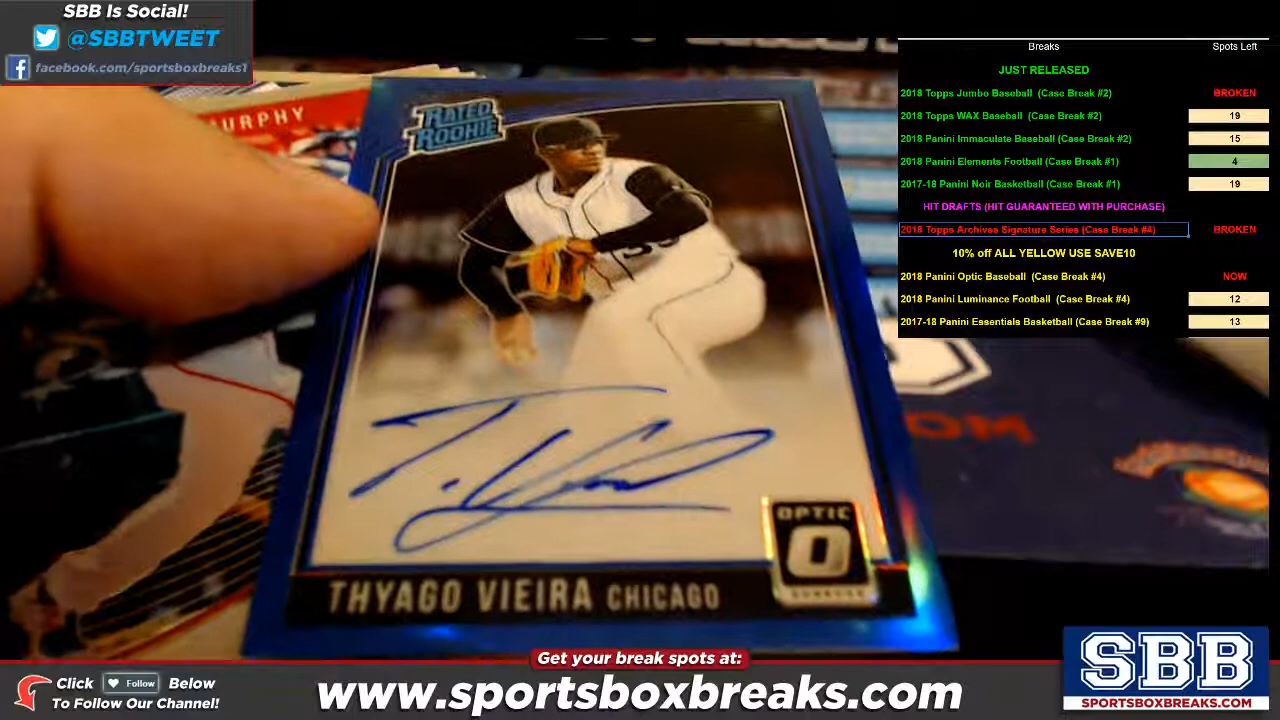 SBB Is Social!
@SBBTWEET
facebook.com/sportsboxbreaks1
Breaks Spots Left
JUST RELEASED
2018 Topps Jumbo Baseball (Case Break #2) BROKEN
2018 Topps WAX Baseball (Case Break #2) 19
2018 Panini Immaculate Baseball (Case Break #2) 15
2018 Panini Elements Football (Case Break #1) 4
2017-18 Panini Noir Basketball (Case Break #1) 19
HIT DRAFTS (HIT GUARANTEED WITH PURCHASE)
2018 Topps Archives Signature Series (Case Break #4) BROKEN
10% off ALL YELLOW USE SAVE10
2018 Panini Optic Baseball (Case Break #4) NOW
2018 Panini Luminance Football (Case Break #4) 12
2017-18 Panini Essentials Basketball (Case Break #9) 13
URPHY
RATED
ROOKIE
OPTIC
O
THYAGO VIEIRA CHICAGO
OM
Get your break spots at:
Click Follow Below
To Follow Our Channel!
www.sportsboxbreaks.com
SBB
SPORTSBOXBREAKS.COM